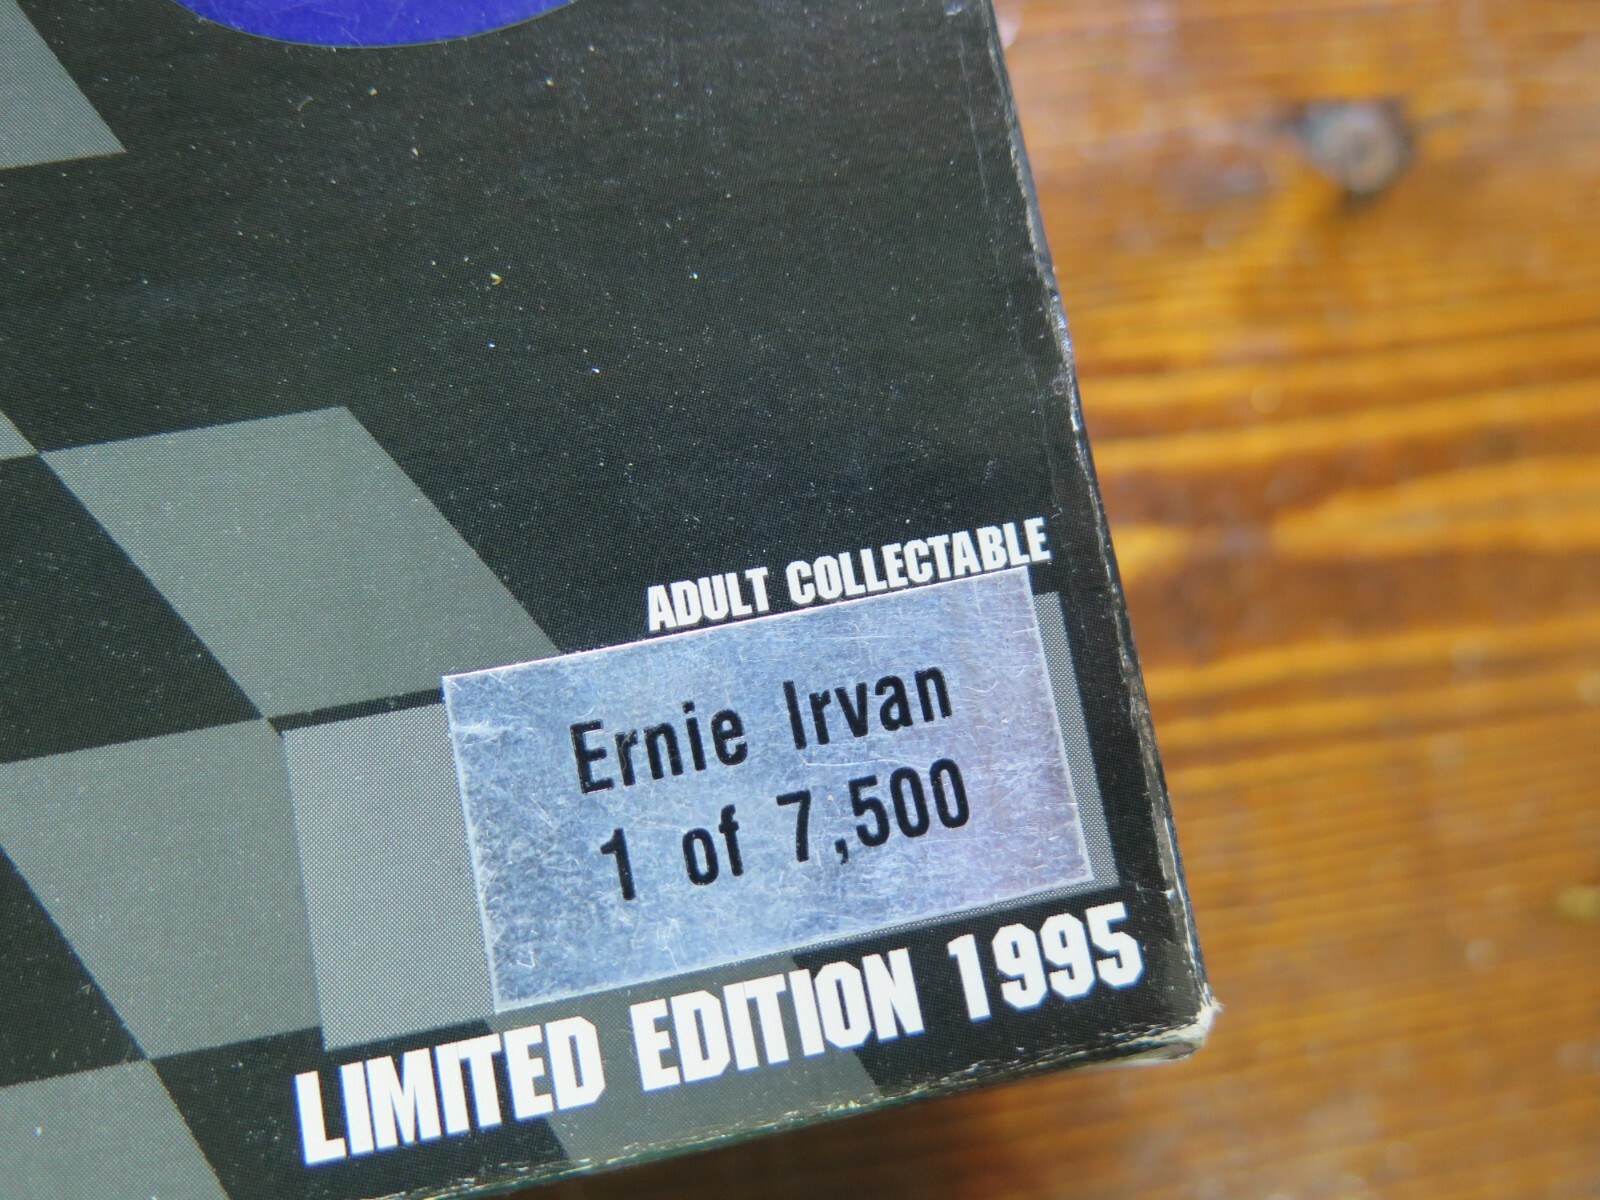 ADULT COLLECTABLE
Ernie Irvan
1 of 7,500
LIMITED EDITION 1995